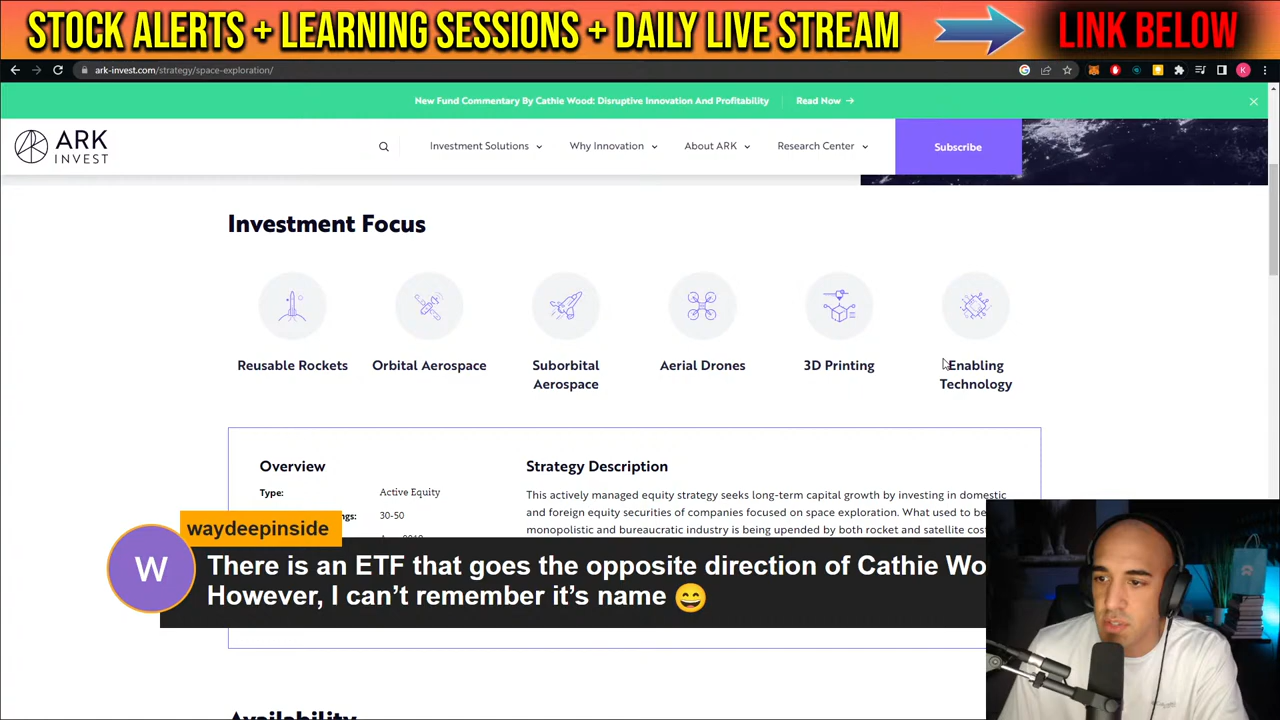 STOCK ALERTS + LEARNING SESSIONS + DAILY LIVE STREAM
LINK BELOW
ark-invest.com/strategy/space-exploration/
K
New Fund Commentary By Cathie Wood: Disruptive Innovation And Profitability
Read Now →
ARK
INVEST
Investment Solutions
Why Innovation
About ARK
Research Center
Subscribe
Investment Focus
Reusable Rockets
Orbital Aerospace
Suborbital
Aerospace
Aerial Drones
3D Printing
Enabling
Technology
Overview
Type:
Active Equity
30-50
Strategy Description
This actively managed equity strategy seeks long-term capital growth by investing in domestic
and foreign equity securities of companies focused on space exploration. What used to be
monopolistic and bureaucratic industry is being upended by both rocket and satellite cost
waydeepinside
W
There is an ETF that goes the opposite direction of Cathie Wo
However, I can't remember it's name 😄
Availability